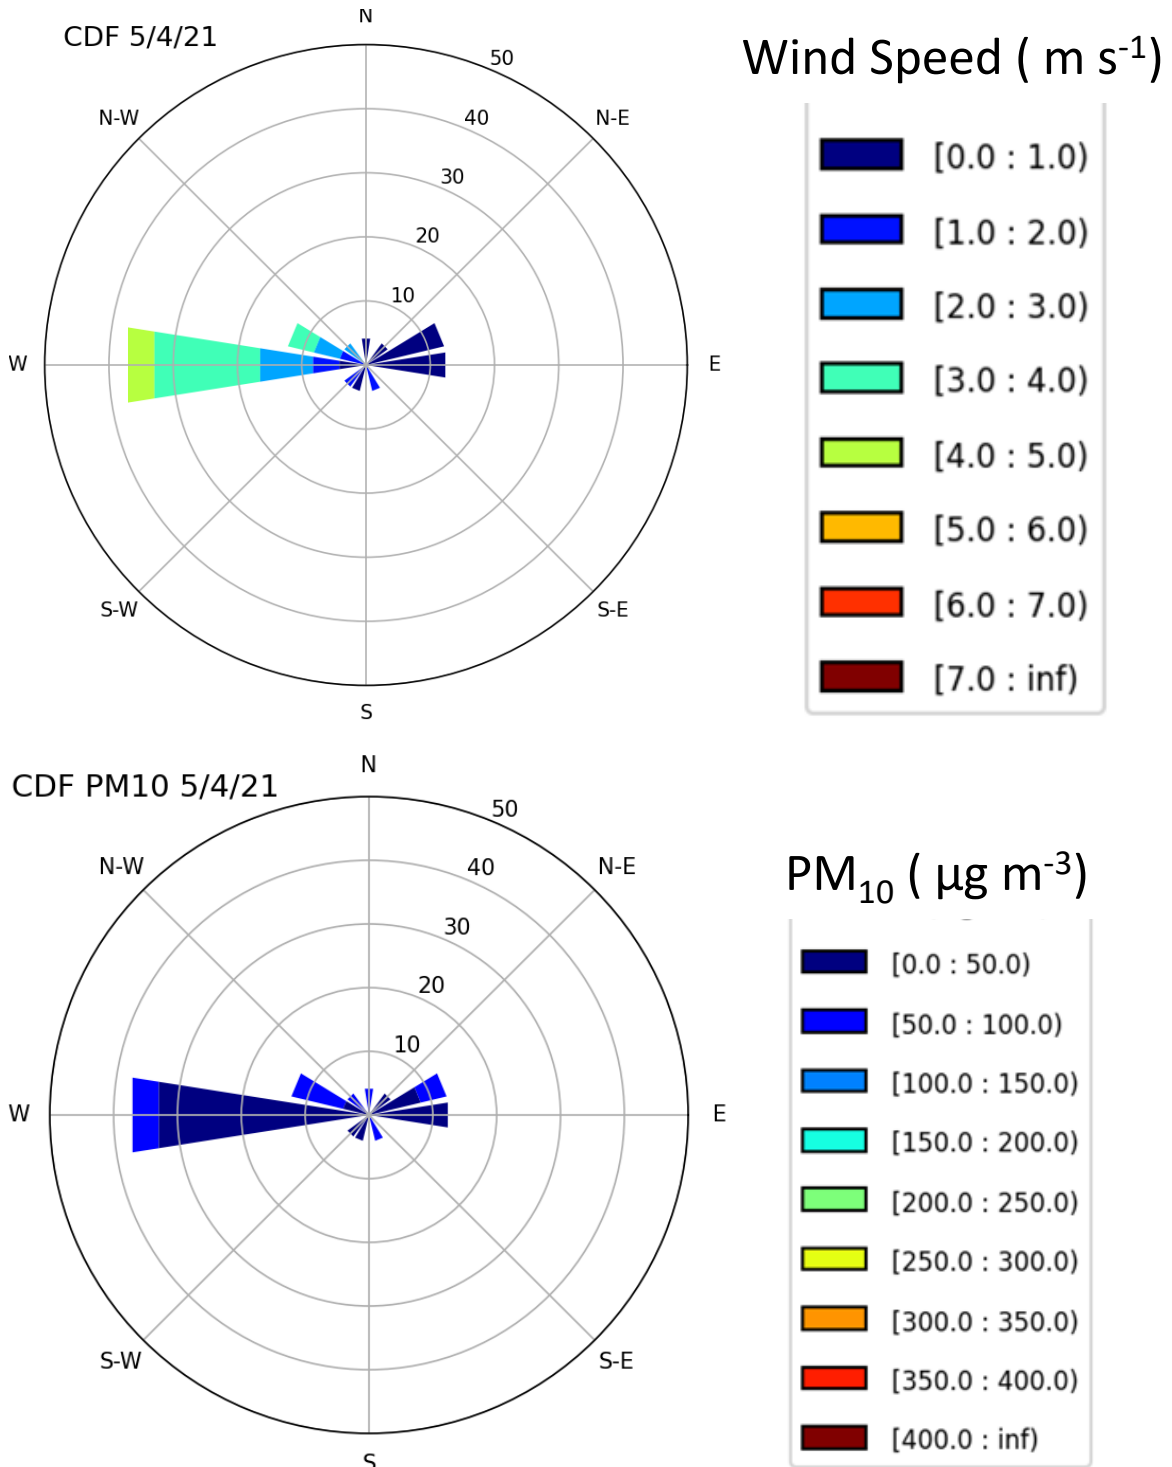 CDF 5/4/21
N
50
Wind Speed ( m s-1)
40
N-W
N-E
30
[0.0 : 1.0)
20
[1.0 : 2.0)
10
[2.0 : 3.0)
W
E
[3.0 : 4.0)
[4.0 : 5.0)
[5.0 : 6.0)
S-W
S-E
[6.0 : 7.0)
[7.0 : inf)
S
N
CDF PM10 5/4/21
50
40
N-W
N-E
PM10 ( µg m-3)
30
[0.0 : 50.0)
20
[50.0 : 100.0)
10
[100.0 : 150.0)
W
E
[150.0 : 200.0)
[200.0 : 250.0)
[250.0 : 300.0)
[300.0 : 350.0)
S-W
S-E
[350.0 : 400.0)
[400.0 : inf)
S